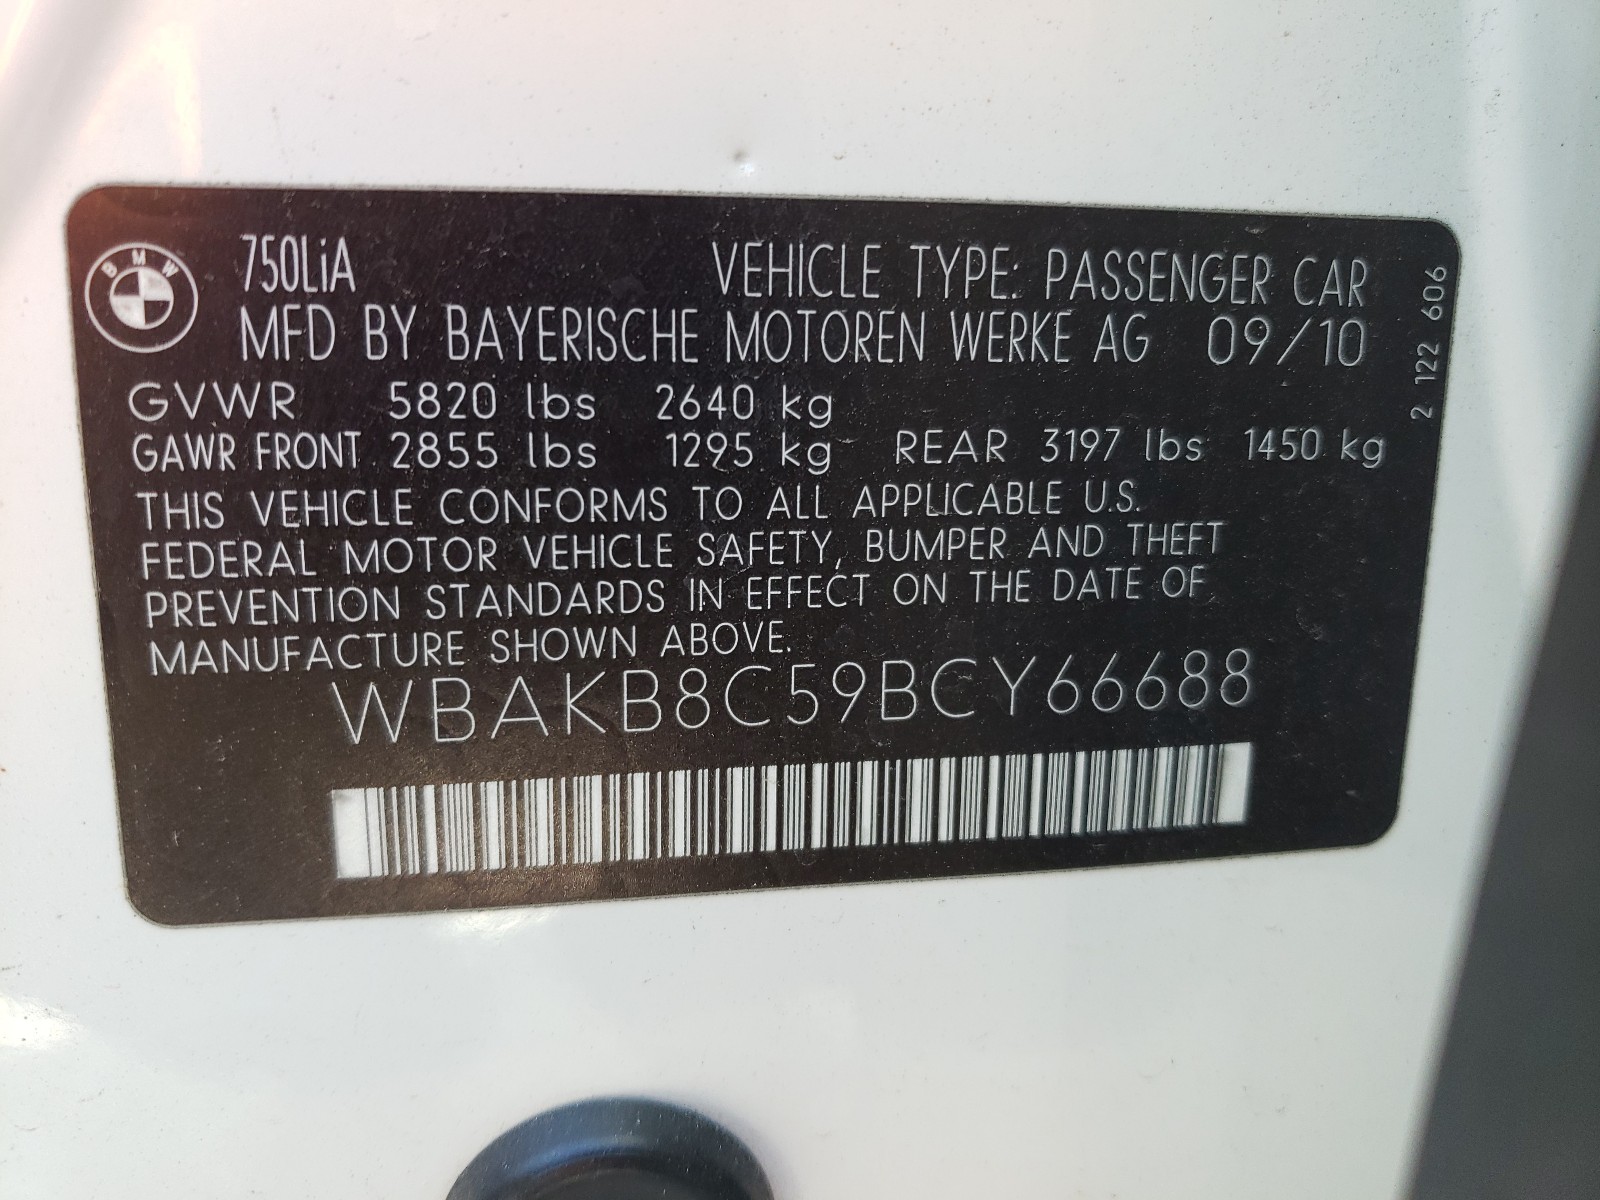 BMW
750LiA VEHICLE TYPE: PASSENGER CAR
MFD BY BAYERISCHE MOTOREN WERKE AG 09/10
GVWR 5820 lbs 2640 kg
GAWR FRONT 2855 lbs 1295 kg REAR 3197 lbs 1450 kg
THIS VEHICLE CONFORMS TO ALL APPLICABLE U.S.
FEDERAL MOTOR VEHICLE SAFETY, BUMPER AND THEFT
PREVENTION STANDARDS IN EFFECT ON THE DATE OF
MANUFACTURE SHOWN ABOVE.
WBAKB8C59BCY66688
2 122 606